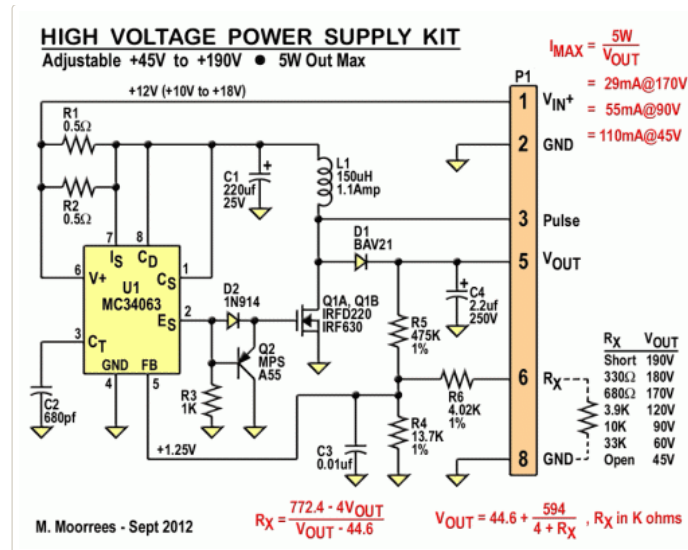 HIGH VOLTAGE POWER SUPPLY KIT
Adjustable +45V to +190V ● 5W Out Max
IMAX = 5W / VOUT
= 29mA@170V
= 55mA@90V
= 110mA@45V
+12V (+10V to +18V)
P1
1 VIN+
2 GND
3 Pulse
5 VOUT
6 RX
8 GND
R1
0.5Ω
R2
0.5Ω
C1
220uf
25V
L1
150uH
1.1Amp
D1
BAV21
7 8
IS CD
6 V+
CS 1
U1
MC34063
ES 2
3 CT
GND FB
4 5
D2
1N914
Q1A, Q1B
IRFD220
IRF630
C4
2.2uf
250V
R5
475K
1%
Q2
MPS
A55
R3
1K
C2
680pf
R6
4.02K
1%
R4
13.7K
1%
C3
0.01uf
+1.25V
RX VOUT
Short 190V
330Ω 180V
680Ω 170V
3.9K 120V
10K 90V
33K 60V
Open 45V
M. Moorrees - Sept 2012
RX = 772.4 - 4VOUT / VOUT - 44.6
VOUT = 44.6 + 594 / 4 + RX , RX in K ohms